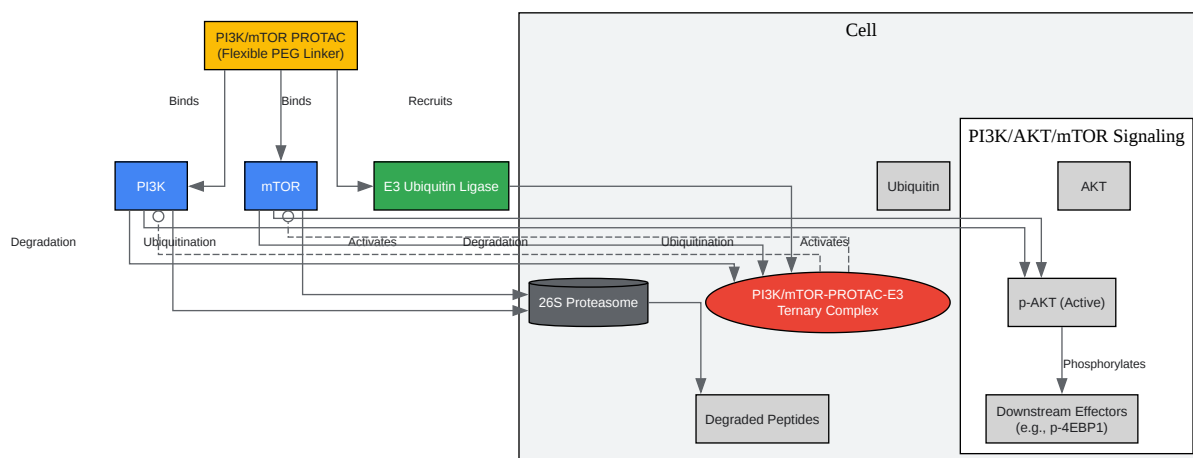 PI3K/mTOR PROTAC
(Flexible PEG Linker)
Cell
Binds
Binds
Recruits
PI3K/AKT/mTOR Signaling
PI3K
mTOR
E3 Ubiquitin Ligase
Ubiquitin
AKT
Degradation
Ubiquitination
Activates
Degradation
Ubiquitination
Activates
26S Proteasome
PI3K/mTOR-PROTAC-E3
Ternary Complex
p-AKT (Active)
Phosphorylates
Degraded Peptides
Downstream Effectors
(e.g., p-4EBP1)